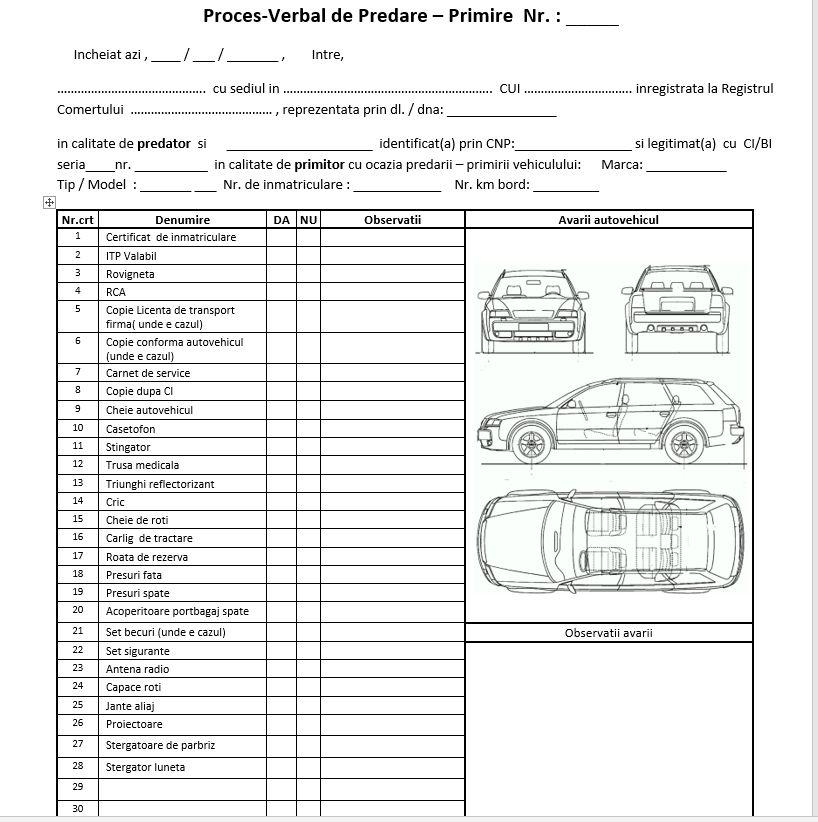 Proces-Verbal de Predare – Primire Nr. : ______
Incheiat azi , ____ / ___ / _______ , Intre,
........................................ cu sediul in ........................................................ CUI ............................. inregistrata la Registrul
Comertului ...................................... , reprezentata prin dl. / dna: _______________
in calitate de predator si ____________________ identificat(a) prin CNP:________________ si legitimat(a) cu CI/BI
seria____nr. __________ in calitate de primitor cu ocazia predarii – primirii vehiculului: Marca: ___________
Tip / Model : _______ ___ Nr. de inmatriculare : ____________ Nr. km bord: _________
Nr.crt Denumire DA NU Observatii Avarii autovehicul
1 Certificat de inmatriculare
2 ITP Valabil
3 Rovigneta
4 RCA
5 Copie Licenta de transport
firma( unde e cazul)
6 Copie conforma autovehicul
(unde e cazul)
7 Carnet de service
8 Copie dupa CI
9 Cheie autovehicul
10 Casetofon
11 Stingator
12 Trusa medicala
13 Triunghi reflectorizant
14 Cric
15 Cheie de roti
16 Carlig de tractare
17 Roata de rezerva
18 Presuri fata
19 Presuri spate
20 Acoperitoare portbagaj spate
21 Set becuri (unde e cazul) Observatii avarii
22 Set sigurante
23 Antena radio
24 Capace roti
25 Jante aliaj
26 Proiectoare
27 Stergatoare de parbriz
28 Stergator luneta
29
30